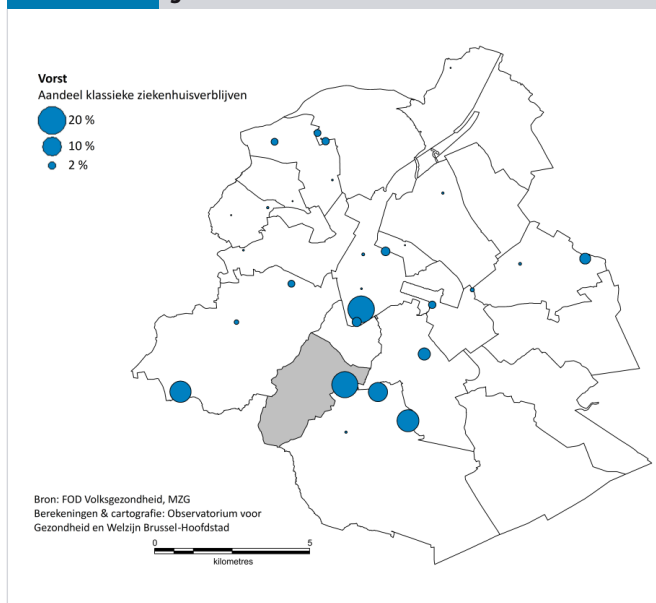 Vorst
Aandeel klassieke ziekenhuisverblijven
20 %
10 %
2 %
Bron: FOD Volksgezondheid, MZG
Berekeningen & cartografie: Observatorium voor
Gezondheid en Welzijn Brussel-Hoofdstad
0 5
kilometres